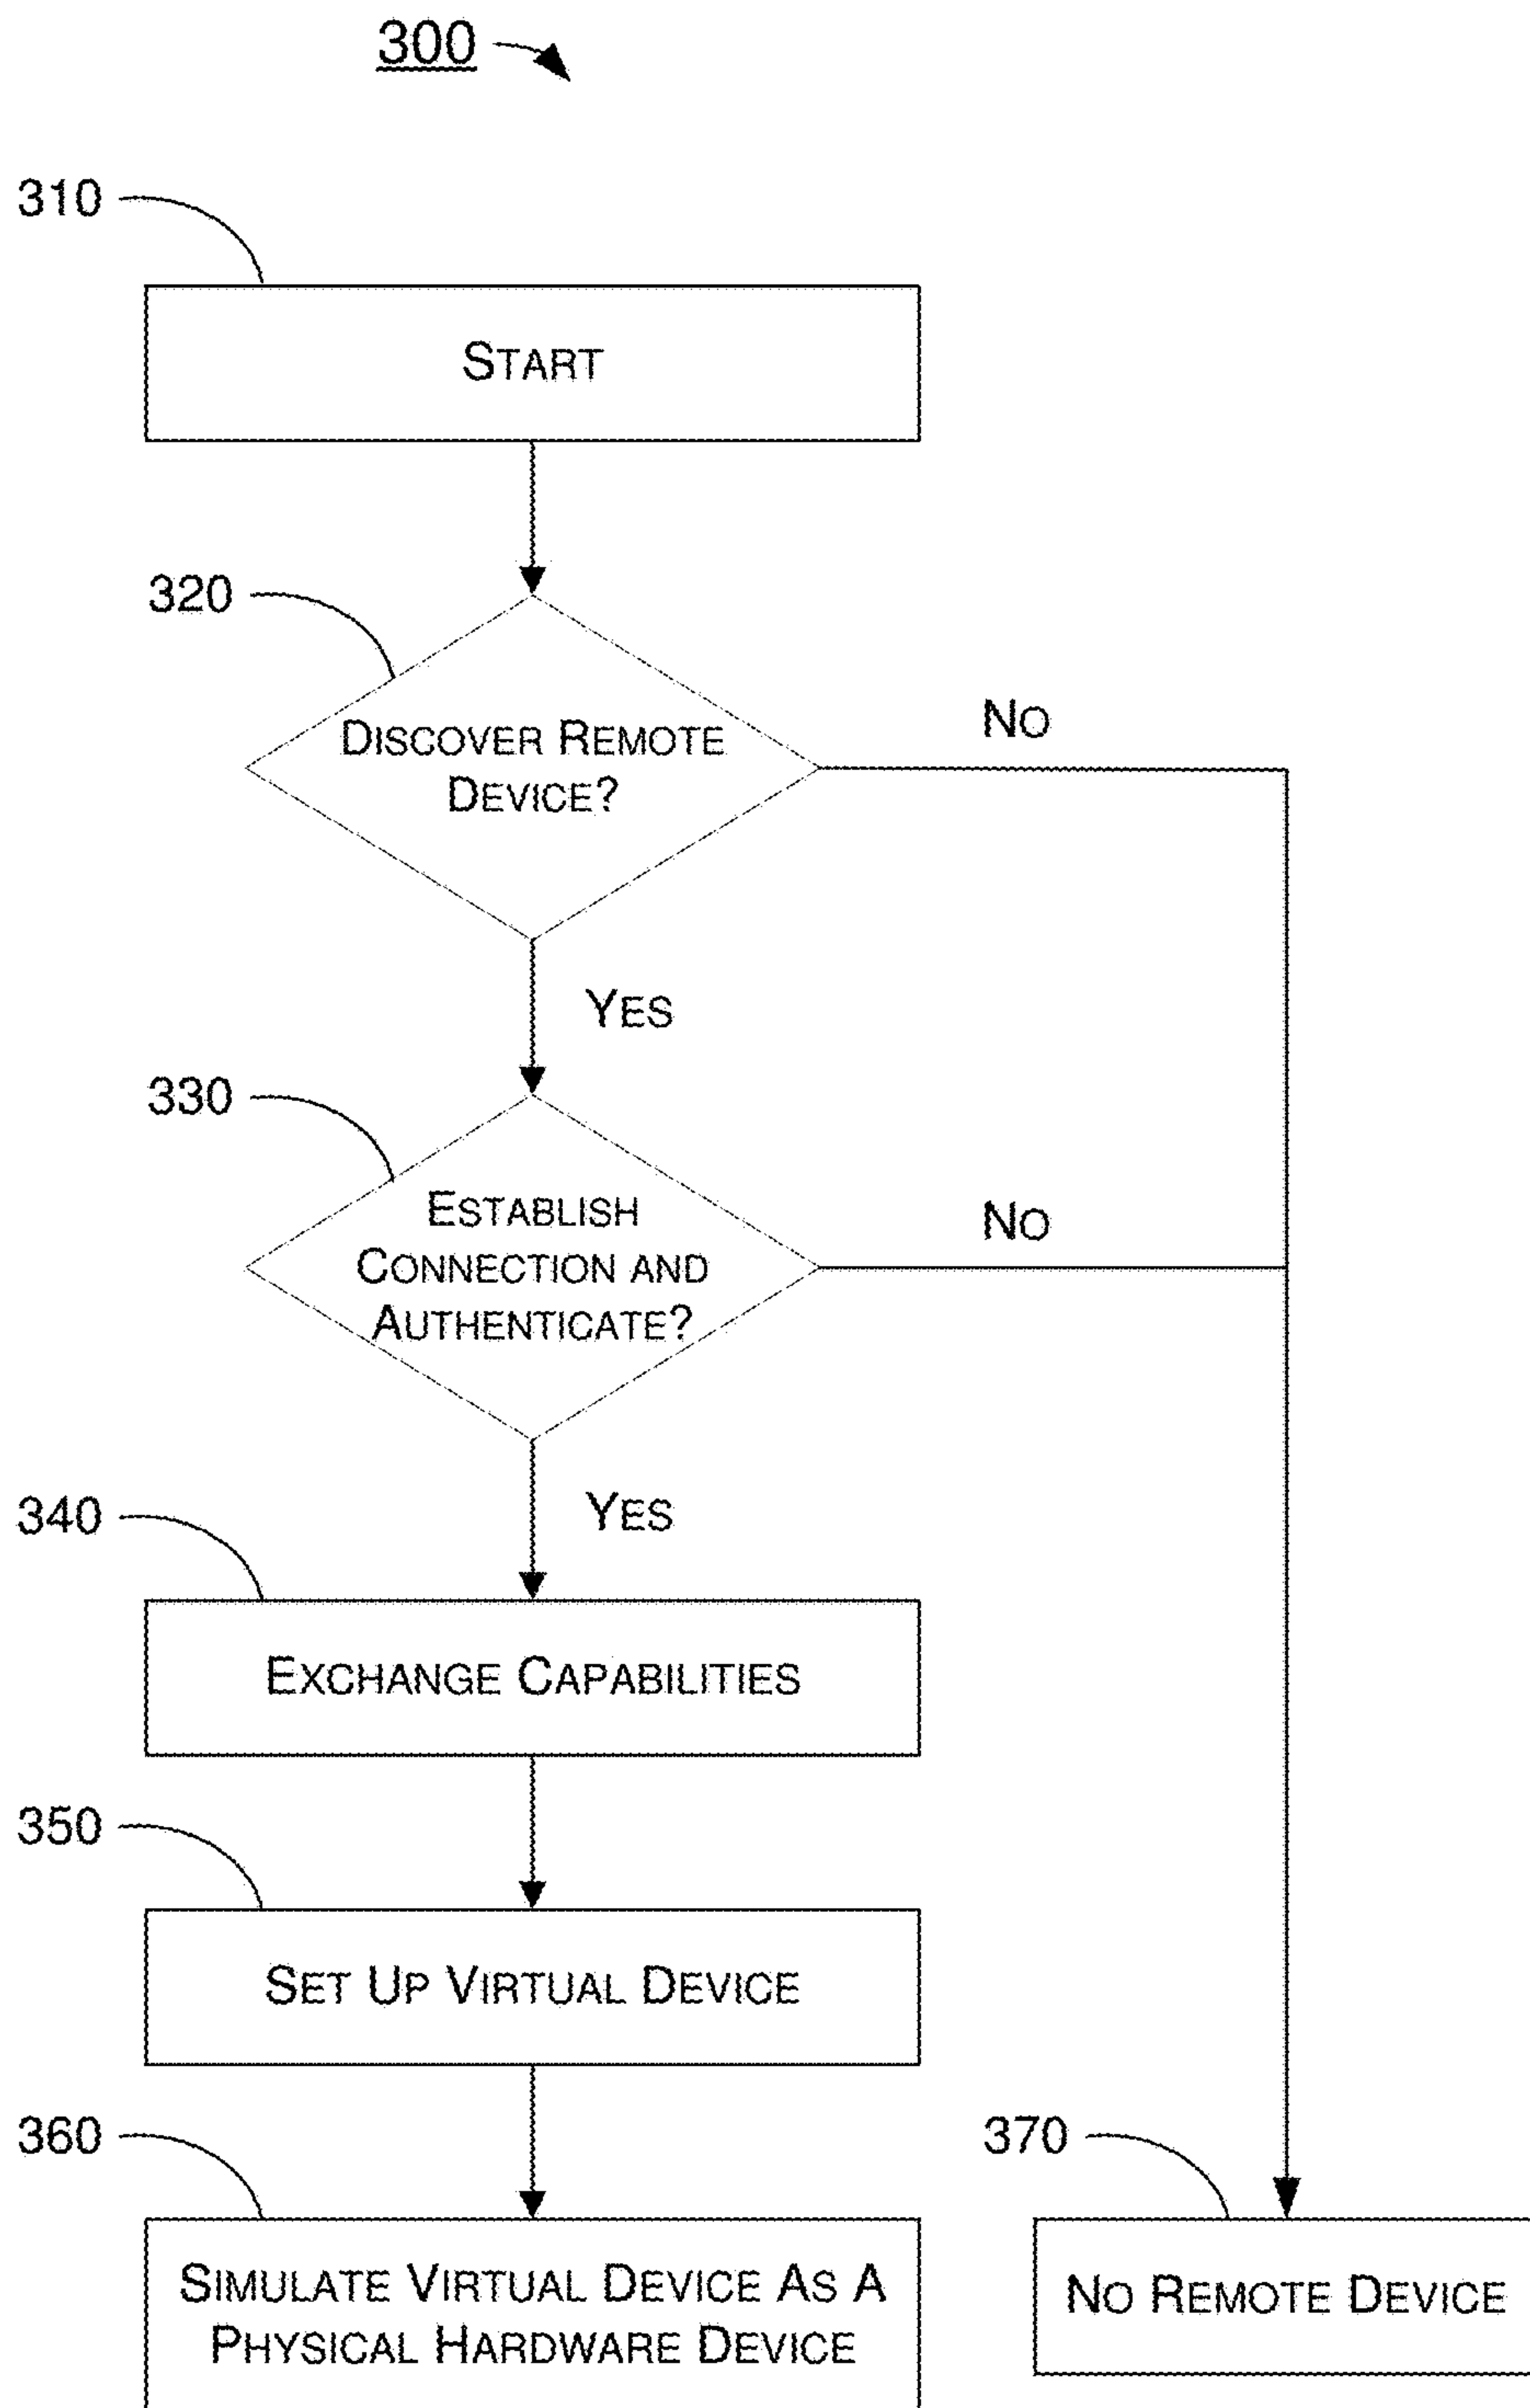 300
310
START
320
DISCOVER REMOTE
DEVICE?
NO
YES
330
ESTABLISH
CONNECTION AND
AUTHENTICATE?
NO
YES
340
EXCHANGE CAPABILITIES
350
SET UP VIRTUAL DEVICE
360
SIMULATE VIRTUAL DEVICE AS A
PHYSICAL HARDWARE DEVICE
370
NO REMOTE DEVICE